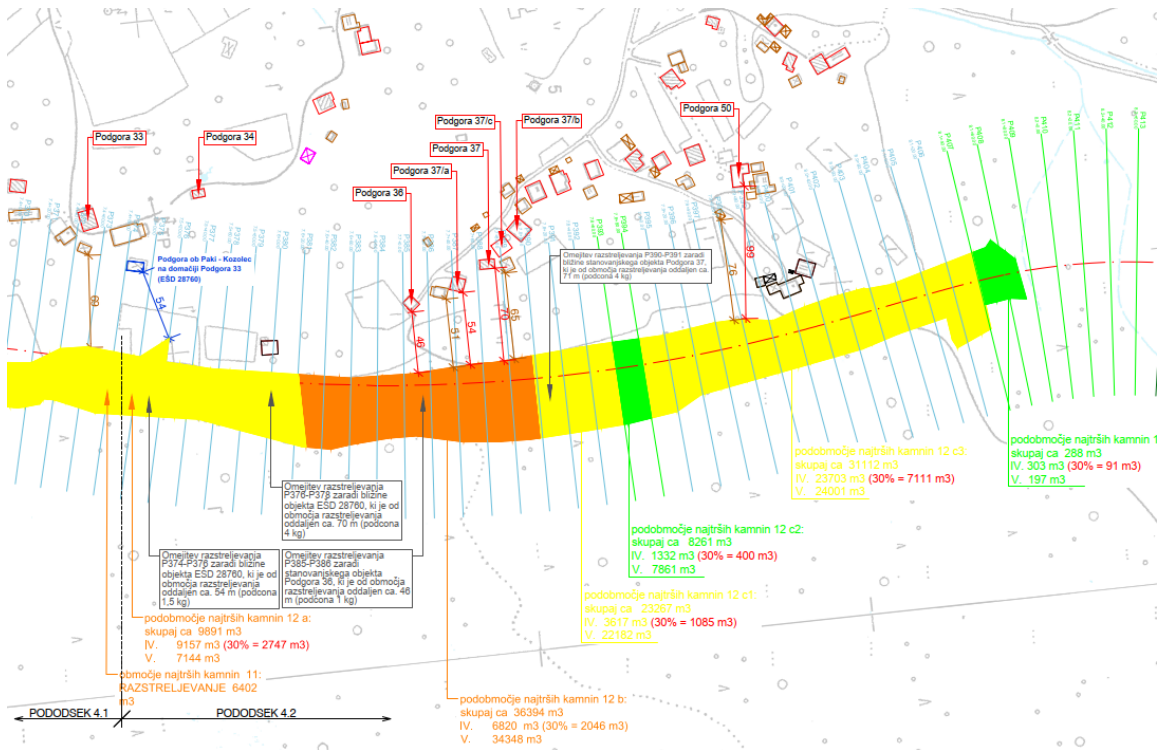 Podgora 33
Podgora 34
Podgora 36
Podgora 37/a
Podgora 37
Podgora 37/c
Podgora 37/b
Podgora 50
Podgora ob Paki - Kozolec
na domačiji Podgora 33
(EŠD 28760)
54
46
51
54
70
65
76
66
Omejitev razstreljevanja P390-P391 zaradi
bližine stanovanjskega objekta Podgora 37,
ki je od območja razstreljevanja oddaljen ca.
71 m (podcona 4 kg)
Omejitev razstreljevanja
P376-P378 zaradi bližine
objekta ESD 28760, ki je od
območja razstreljevanja
oddaljen ca. 70 m (podcona
4 kg)
Omejitev razstreljevanja
P374-P376 zaradi bližine
objekta ESD 28760, ki je od
območja razstreljevanja
oddaljen ca. 54 m (podcona
1,5 kg)
Omejitev razstreljevanja
P385-P386 zaradi
stanovanjskega objekta
Podgora 36, ki je od območja
razstreljevanja oddaljen ca. 46
m (podcona 1 kg)
podobmočje najtrših kamnin 12 a:
skupaj ca 9891 m3
IV. 9157 m3 (30% = 2747 m3)
V. 7144 m3
območje najtrših kamnin 11:
RAZSTRELJEVANJE 6402
m3
podobmočje najtrših kamnin 12 b:
skupaj ca 36394 m3
IV. 6820 m3 (30% = 2046 m3)
V. 34348 m3
podobmočje najtrših kamnin 12 c1:
skupaj ca 23267 m3
IV. 3617 m3 (30% = 1085 m3)
V. 22182 m3
podobmočje najtrših kamnin 12 c2:
skupaj ca 8261 m3
IV. 1332 m3 (30% = 400 m3)
V. 7861 m3
podobmočje najtrših kamnin 12 c3:
skupaj ca 31112 m3
IV. 23703 m3 (30% = 7111 m3)
V. 24001 m3
podobmočje najtrših kamnin 1
skupaj ca 288 m3
IV. 303 m3 (30% = 91 m3)
V. 197 m3
PODODSEK 4.1
PODODSEK 4.2